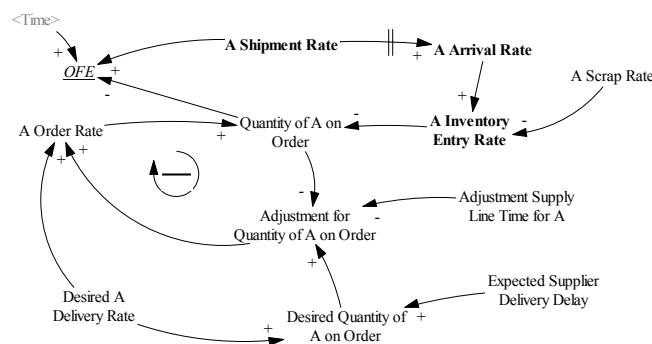 <Time>
A Shipment Rate
+
+
A Arrival Rate
OFE
+
-
A Scrap Rate
+
A Order Rate
+
Quantity of A on
Order
-
A Inventory
Entry Rate
-
+
+
-
Adjustment for
Quantity of A on Order
-
Adjustment Supply
Line Time for A
+
Desired A
Delivery Rate
Expected Supplier
Delivery Delay
+
Desired Quantity of
A on Order
+